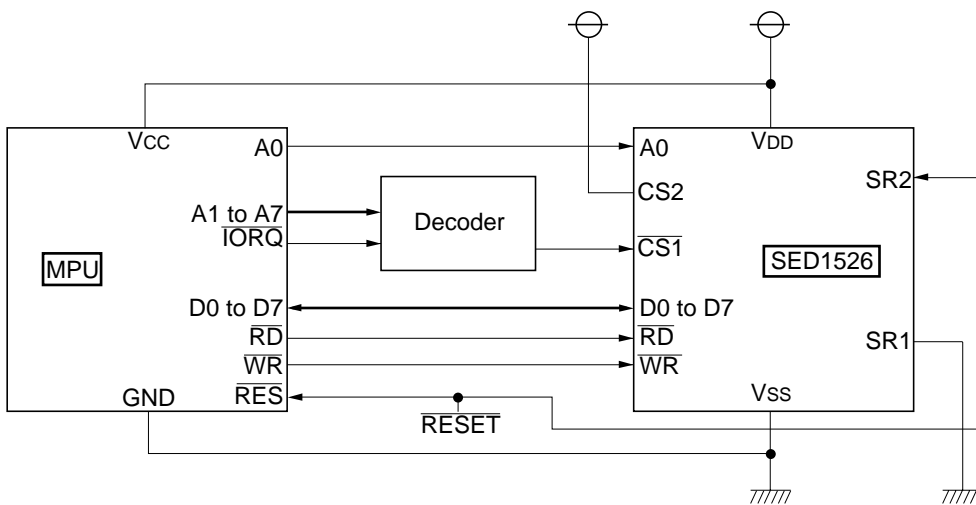 VCC
A0
A1 to A7
IORQ
MPU
D0 to D7
RD
WR
RES
GND
Decoder
RESET
VDD
A0
CS2
CS1
SR2
SED1526
D0 to D7
RD
WR
SR1
VSS